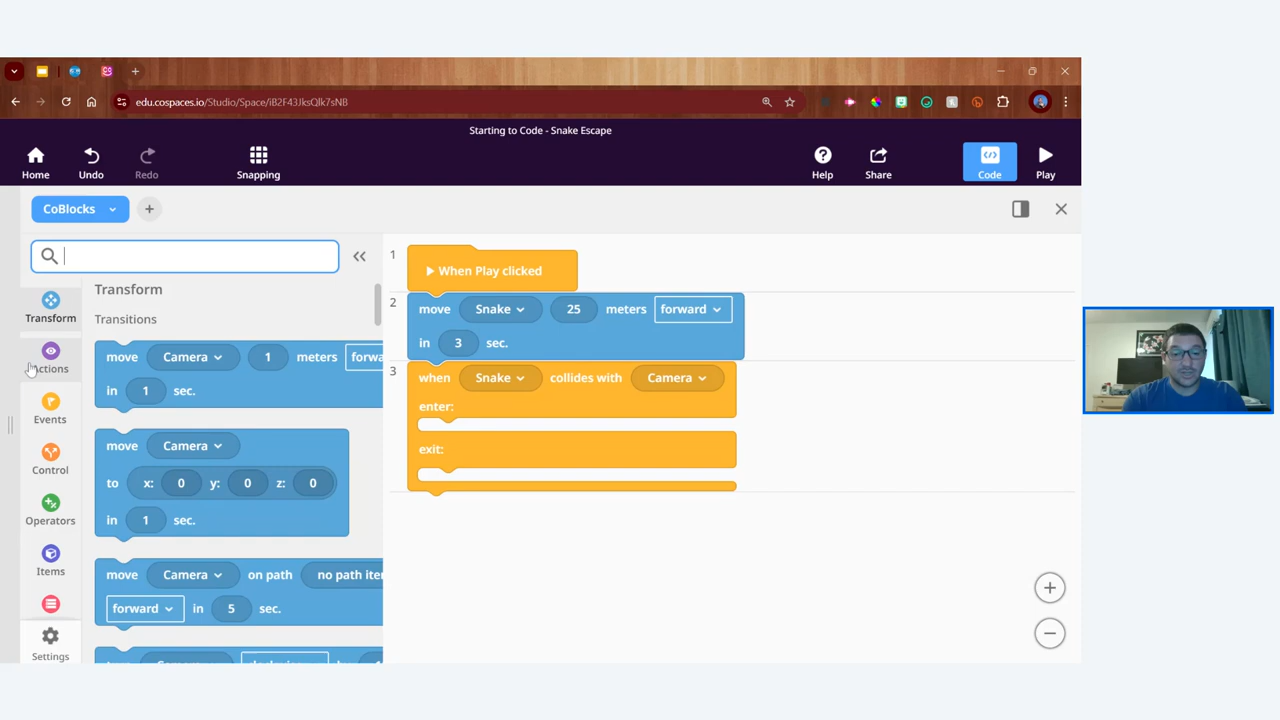 edu.cospaces.io/Studio/Space/iB2F43JksQlk7sNB
Starting to Code - Snake Escape
Home
Undo
Redo
Snapping
Help
Share
Code
Play
CoBlocks
Transform
Actions
Events
Control
Operators
Items
Settings
Transform
Transitions
move Camera 1 meters forwa
in 1 sec.
move Camera
to x: 0 y: 0 z: 0
in 1 sec.
move Camera on path no path iter
forward in 5 sec.
1
When Play clicked
2
move Snake 25 meters forward
in 3 sec.
3
when Snake collides with Camera
enter:
exit: